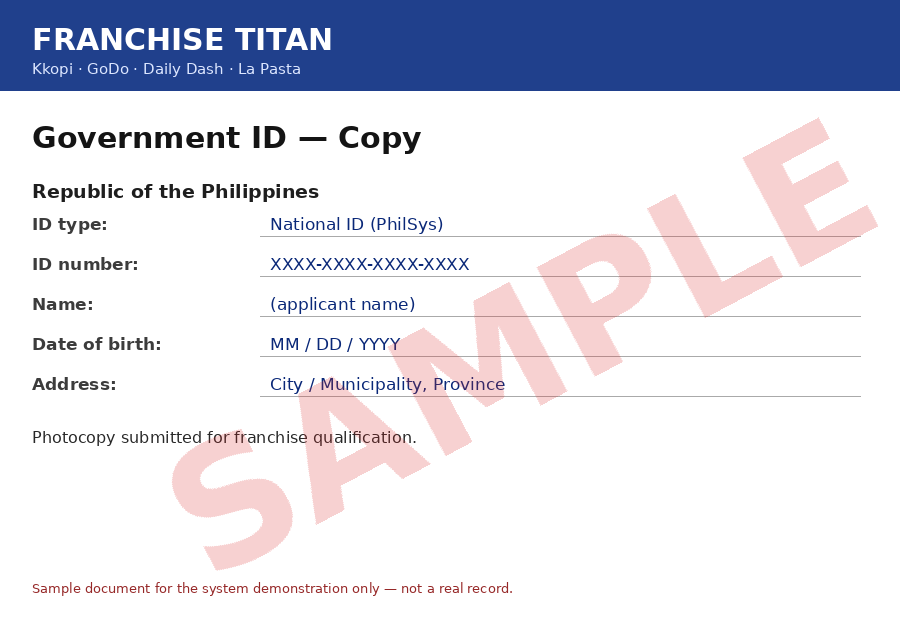 FRANCHISE TITAN
Kkopi · GoDo · Daily Dash · La Pasta
Government ID — Copy
Republic of the Philippines
ID type: National ID (PhilSys)
ID number: XXXX-XXXX-XXXX-XXXX
Name: (applicant name)
Date of birth: MM / DD / YYYY
Address: City / Municipality, Province
Photocopy submitted for franchise qualification.
SAMPLE
Sample document for the system demonstration only — not a real record.